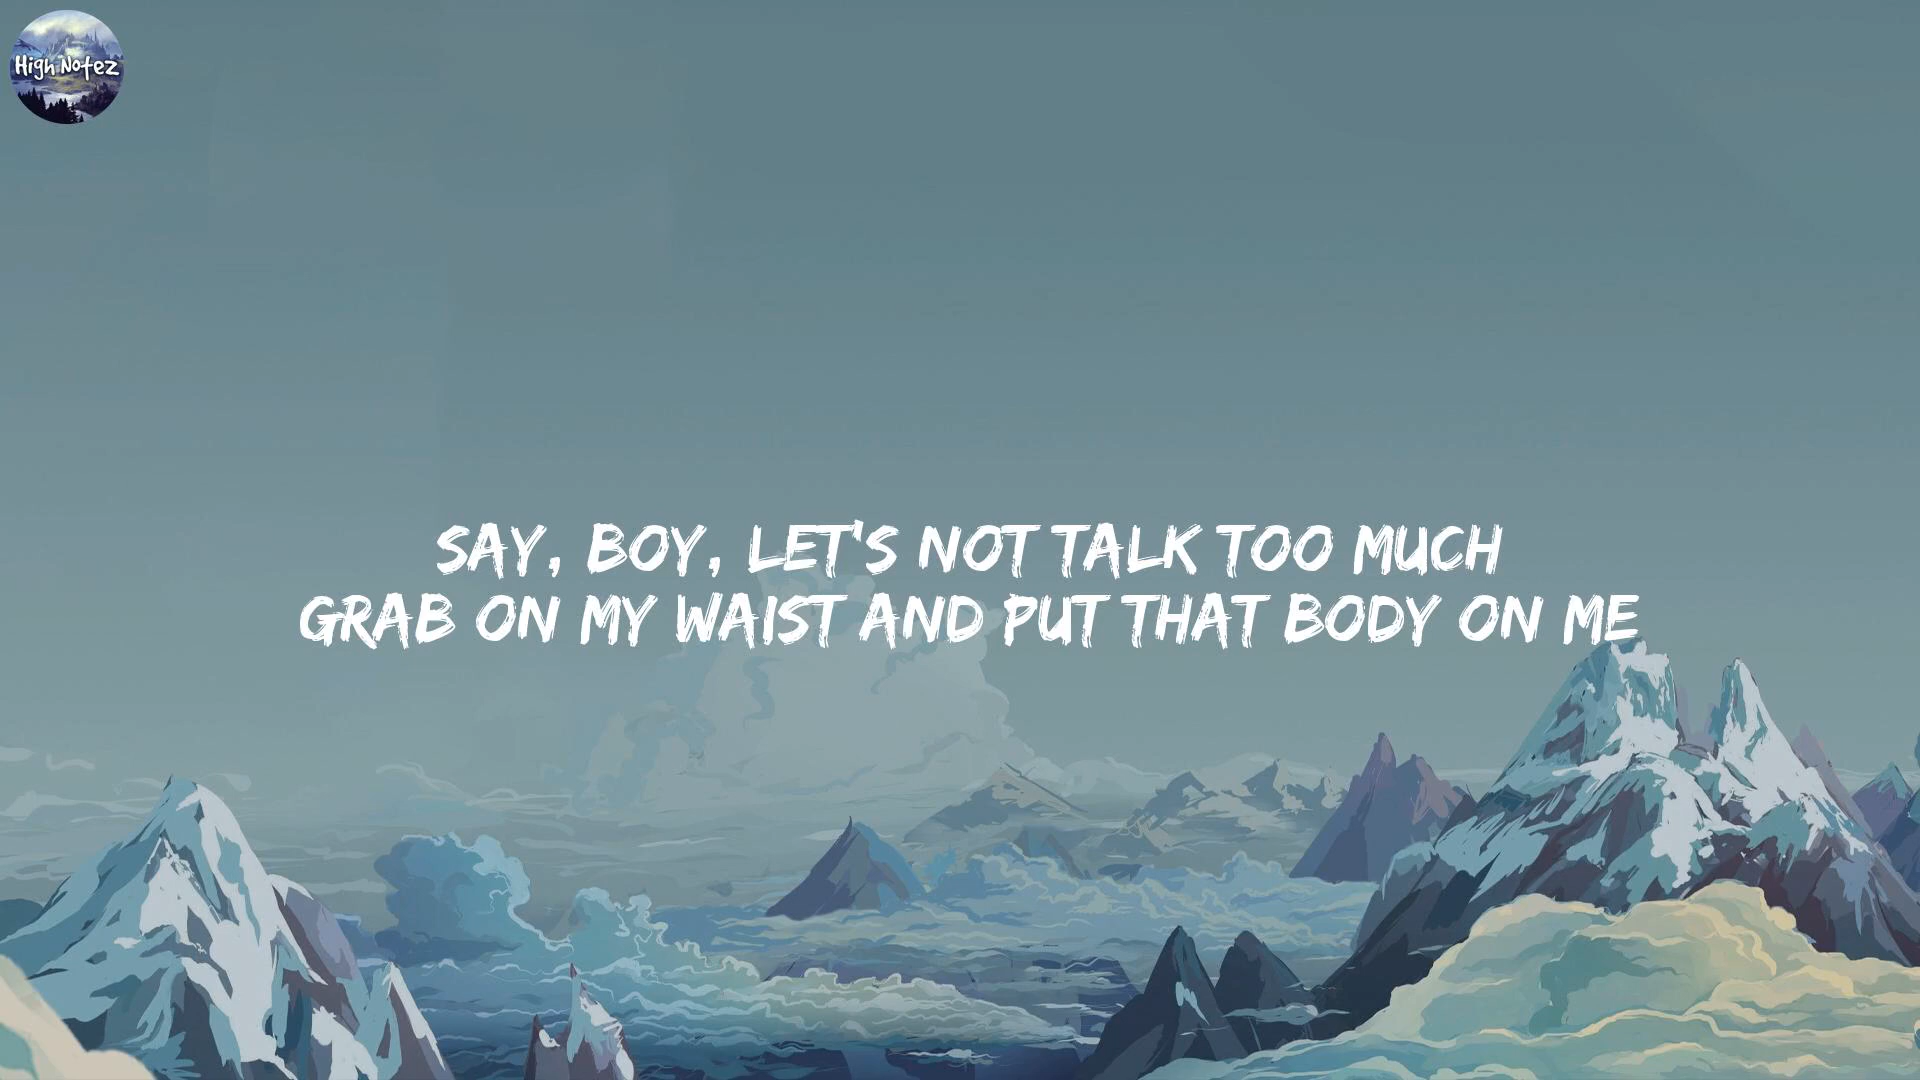 High Notez
SAY, BOY, LET'S NOT TALK TOO MUCH
GRAB ON MY WAIST AND PUT THAT BODY ON ME